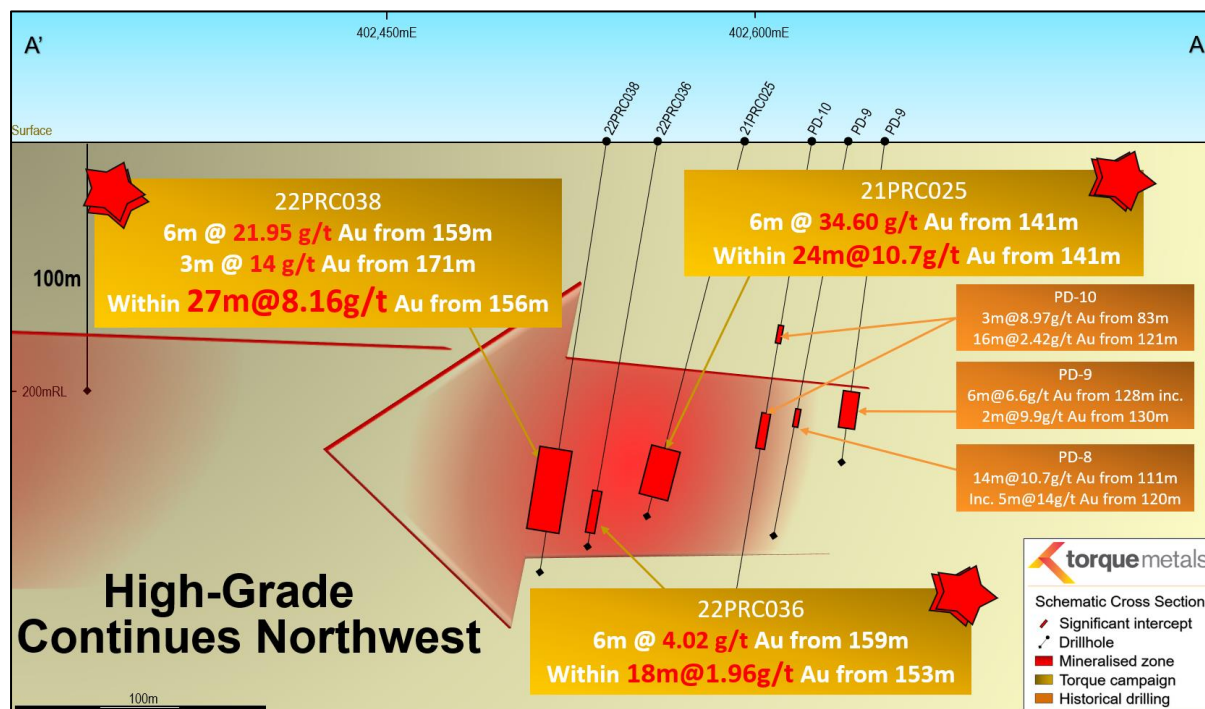 402,450mE
402,600mE
A'
A
Surface
22PRC038
22PRC036
21PRC025
PD-10
PD-9
PD-9
100m
200mRL
22PRC038
6m @ 21.95 g/t Au from 159m
3m @ 14 g/t Au from 171m
Within 27m@8.16g/t Au from 156m
21PRC025
6m @ 34.60 g/t Au from 141m
Within 24m@10.7g/t Au from 141m
PD-10
3m@8.97g/t Au from 83m
16m@2.42g/t Au from 121m
PD-9
6m@6.6g/t Au from 128m inc.
2m@9.9g/t Au from 130m
PD-8
14m@10.7g/t Au from 111m
Inc. 5m@14g/t Au from 120m
22PRC036
6m @ 4.02 g/t Au from 159m
Within 18m@1.96g/t Au from 153m
High-Grade
Continues Northwest
100m
torquemetals
Schematic Cross Section
Significant intercept
Drillhole
Mineralised zone
Torque campaign
Historical drilling